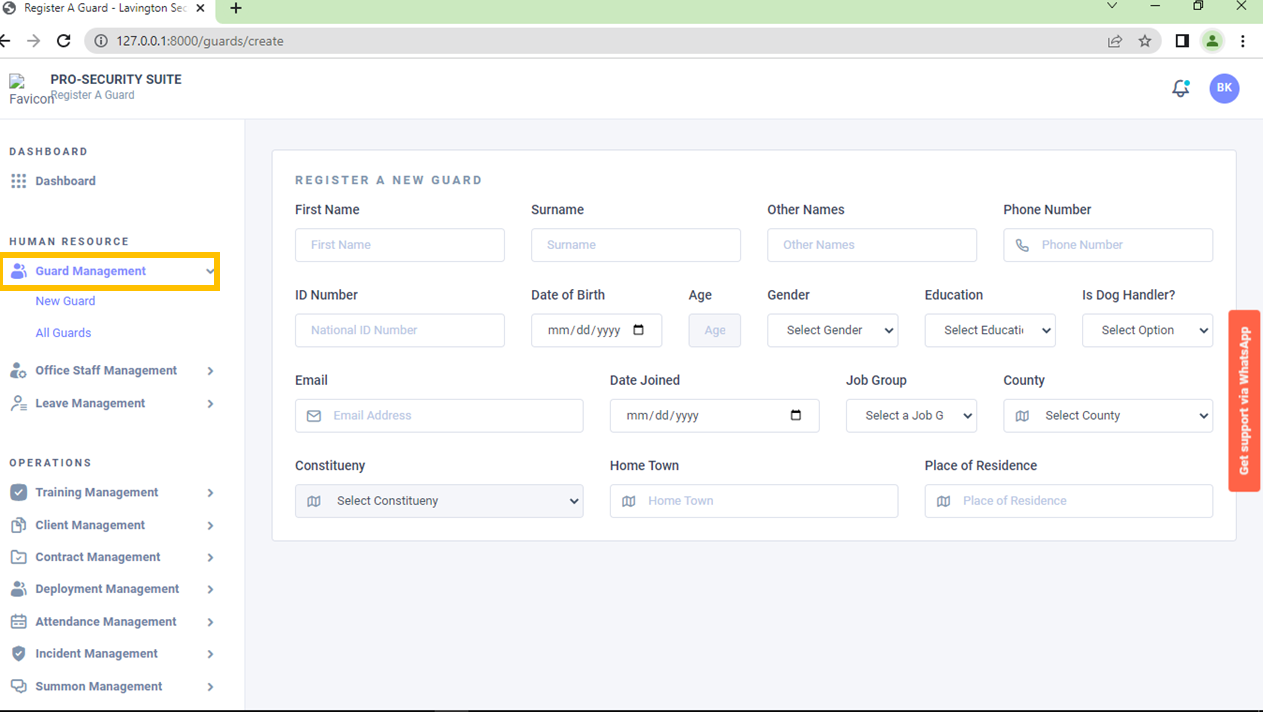 Register A Guard - Lavington Sec
127.0.0.1:8000/guards/create
Favicon
PRO-SECURITY SUITE
Register A Guard
BK
DASHBOARD
Dashboard
HUMAN RESOURCE
Guard Management
New Guard
All Guards
Office Staff Management
Leave Management
OPERATIONS
Training Management
Client Management
Contract Management
Deployment Management
Attendance Management
Incident Management
Summon Management
REGISTER A NEW GUARD
First Name Surname Other Names Phone Number
First Name Surname Other Names Phone Number
ID Number Date of Birth Age Gender Education Is Dog Handler?
National ID Number mm/dd/yyyy Age Select Gender Select Educati Select Option
Email Date Joined Job Group County
Email Address mm/dd/yyyy Select a Job G Select County
Constitueny Home Town Place of Residence
Select Constitueny Home Town Place of Residence
Get support via WhatsApp